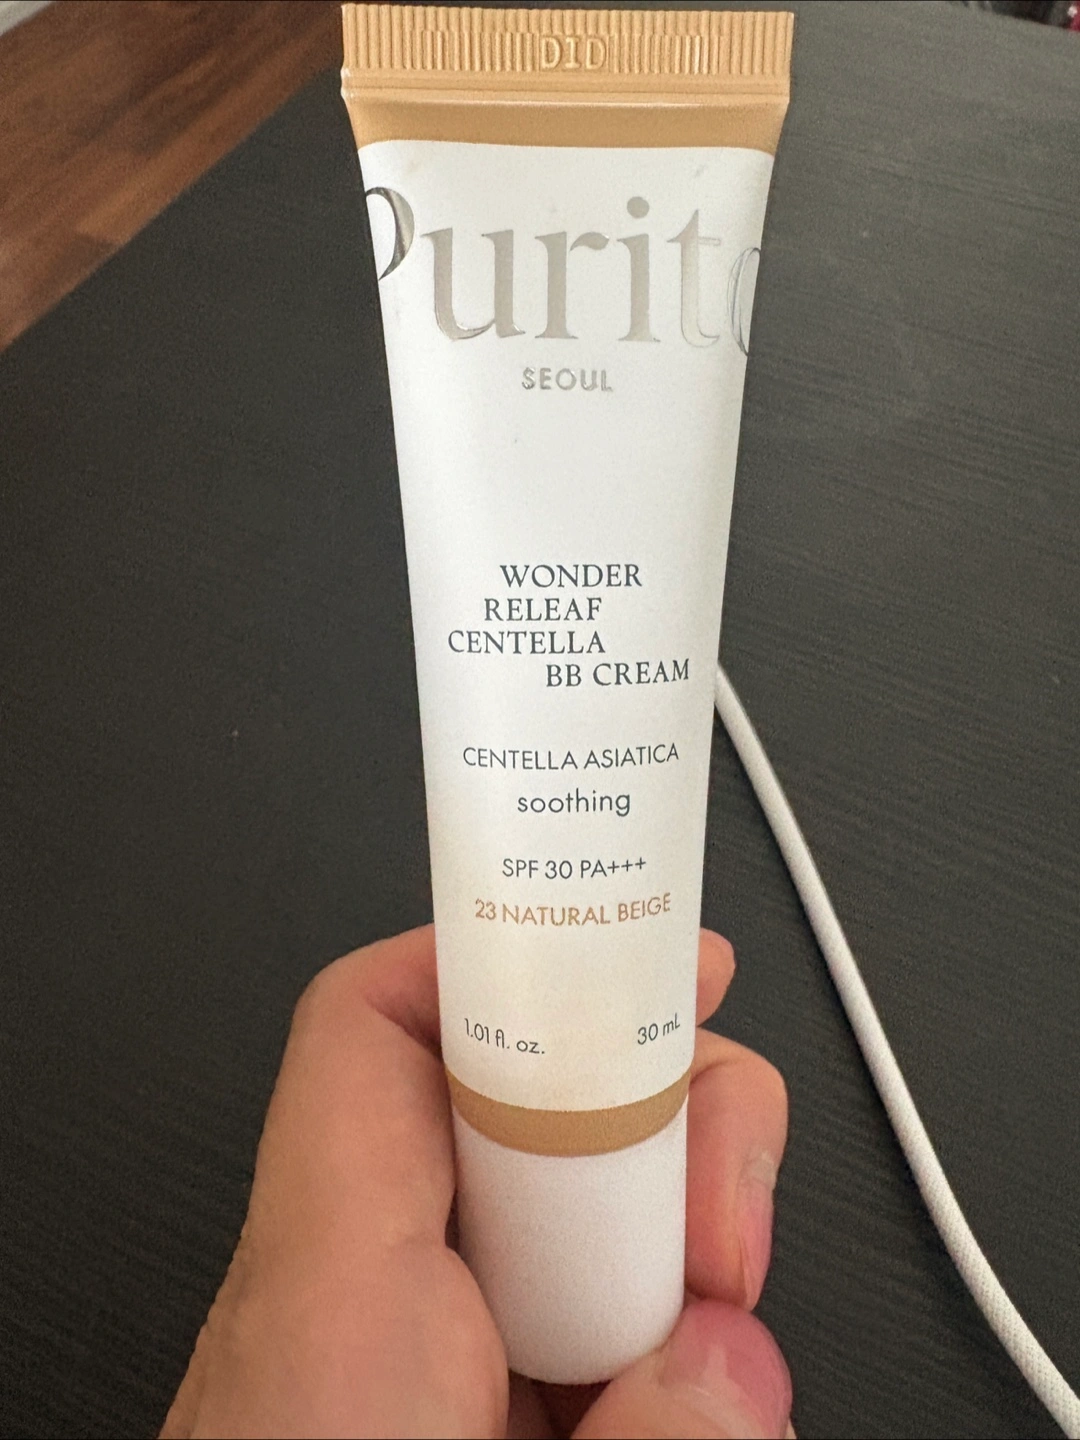 DID
Purito
SEOUL
WONDER
RELEAF
CENTELLA
BB CREAM
CENTELLA ASIATICA
soothing
SPF 30 PA+++
23 NATURAL BEIGE
1.01 fl. oz. 30 mL